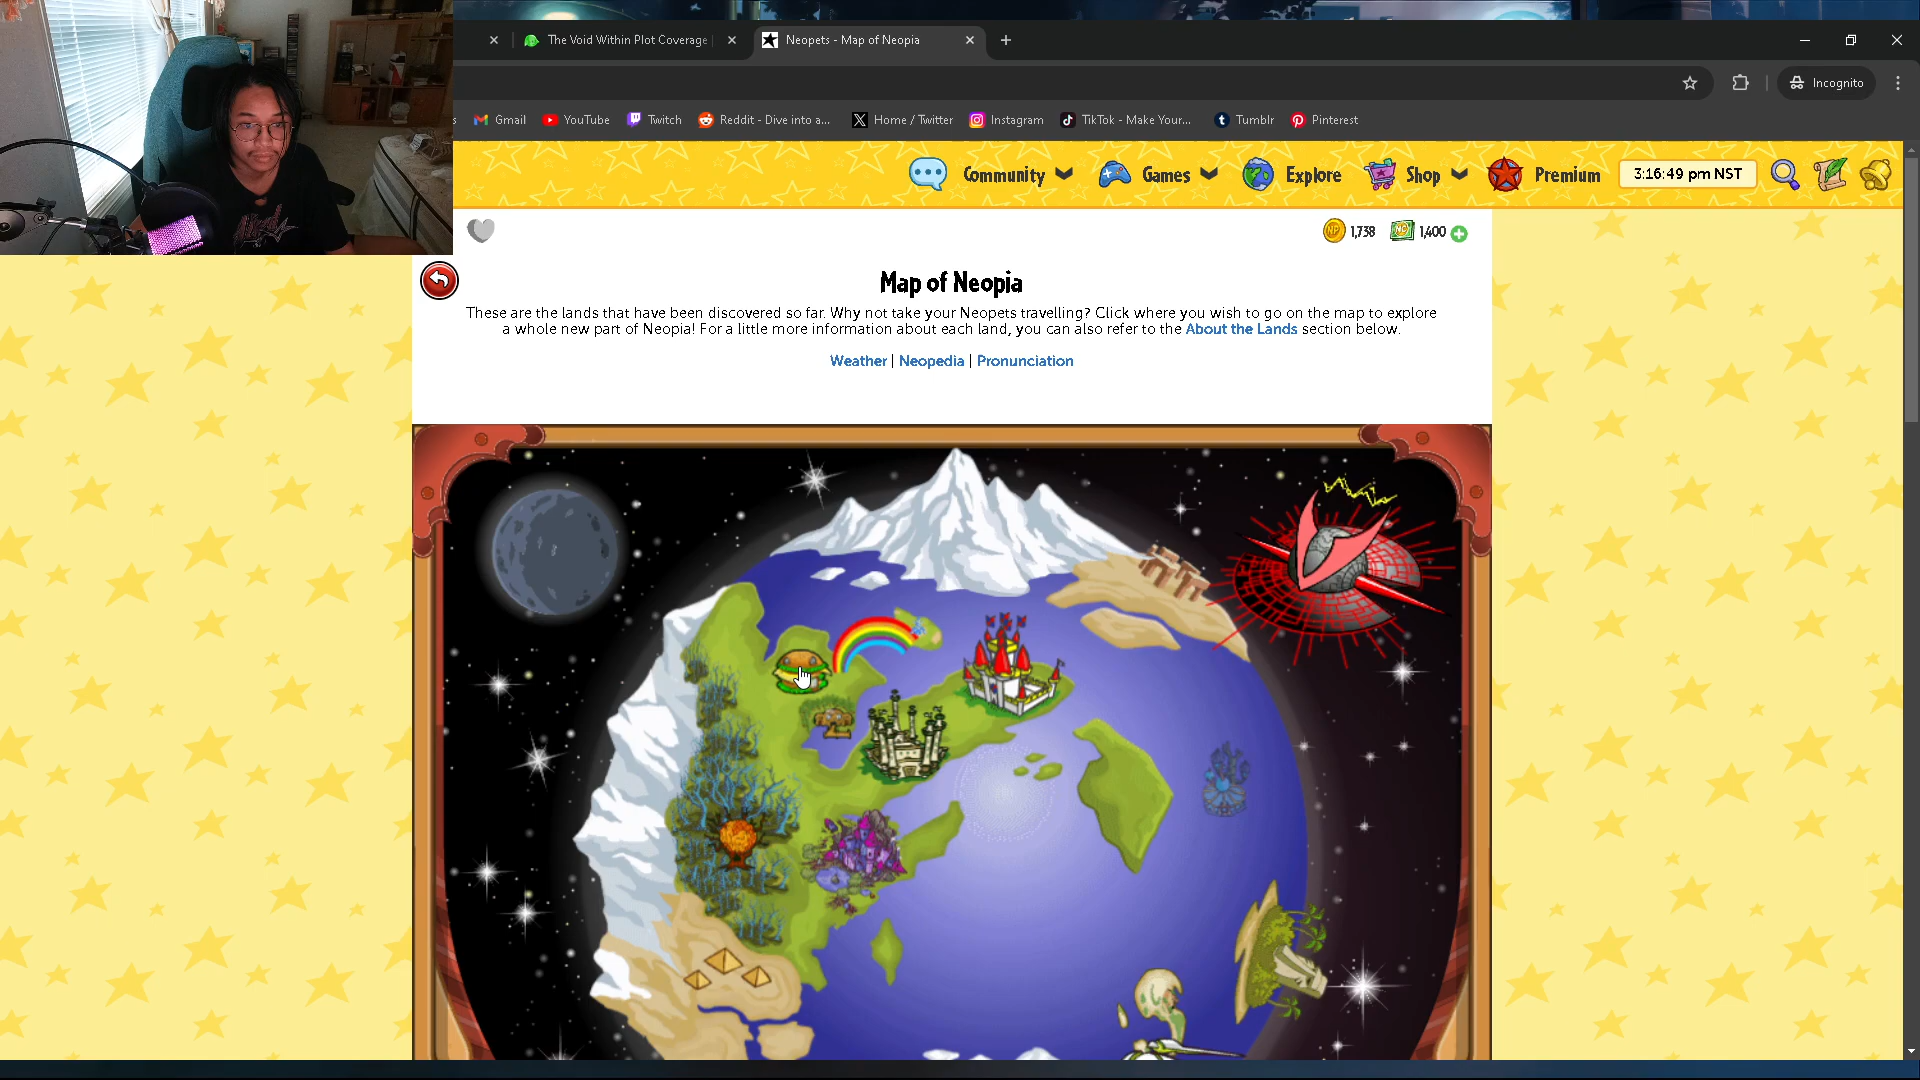 The Void Within Plot Coverage
Neopets - Map of Neopia
Incognito
s
Gmail
YouTube
Twitch
Reddit - Dive into a...
Home / Twitter
Instagram
TikTok - Make Your...
Tumblr
Pinterest
Community
Games
Explore
Shop
Premium
3:16:49 pm NST
NP 1,738
NC 1,400
Map of Neopia
These are the lands that have been discovered so far. Why not take your Neopets travelling? Click where you wish to go on the map to explore
a whole new part of Neopia! For a little more information about each land, you can also refer to the About the Lands section below.
Weather | Neopedia | Pronunciation